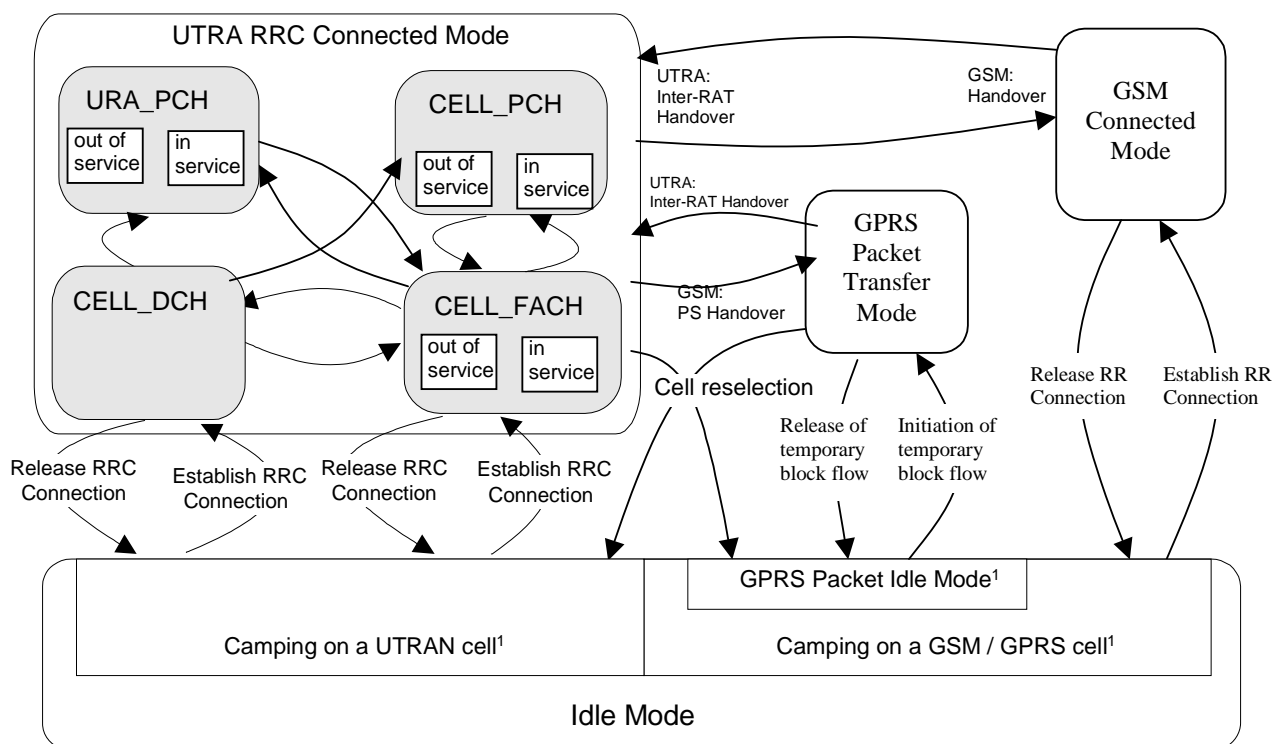 UTRA RRC Connected Mode
URA_PCH
out of
service
in
service
CELL_PCH
out of
service
in
service
CELL_DCH
CELL_FACH
out of
service
in
service
UTRA:
Inter-RAT
Handover
GSM:
Handover
GSM
Connected
Mode
UTRA:
Inter-RAT Handover
GSM:
PS Handover
GPRS
Packet
Transfer
Mode
Cell reselection
Release of
temporary
block flow
Initiation of
temporary
block flow
Release RR
Connection
Establish RR
Connection
Release RRC
Connection
Establish RRC
Connection
Release RRC
Connection
Establish RRC
Connection
GPRS Packet Idle Mode¹
Camping on a UTRAN cell¹
Camping on a GSM / GPRS cell¹
Idle Mode